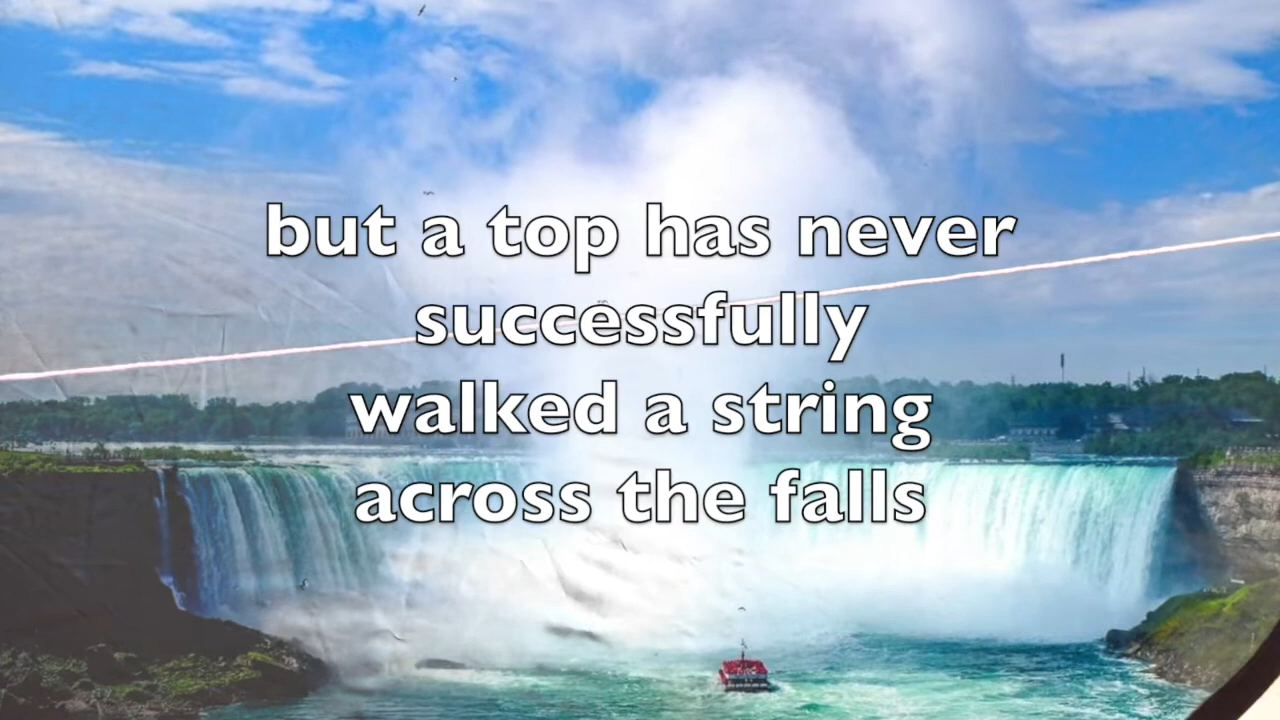 but a top has never
successfully
walked a string
across the falls